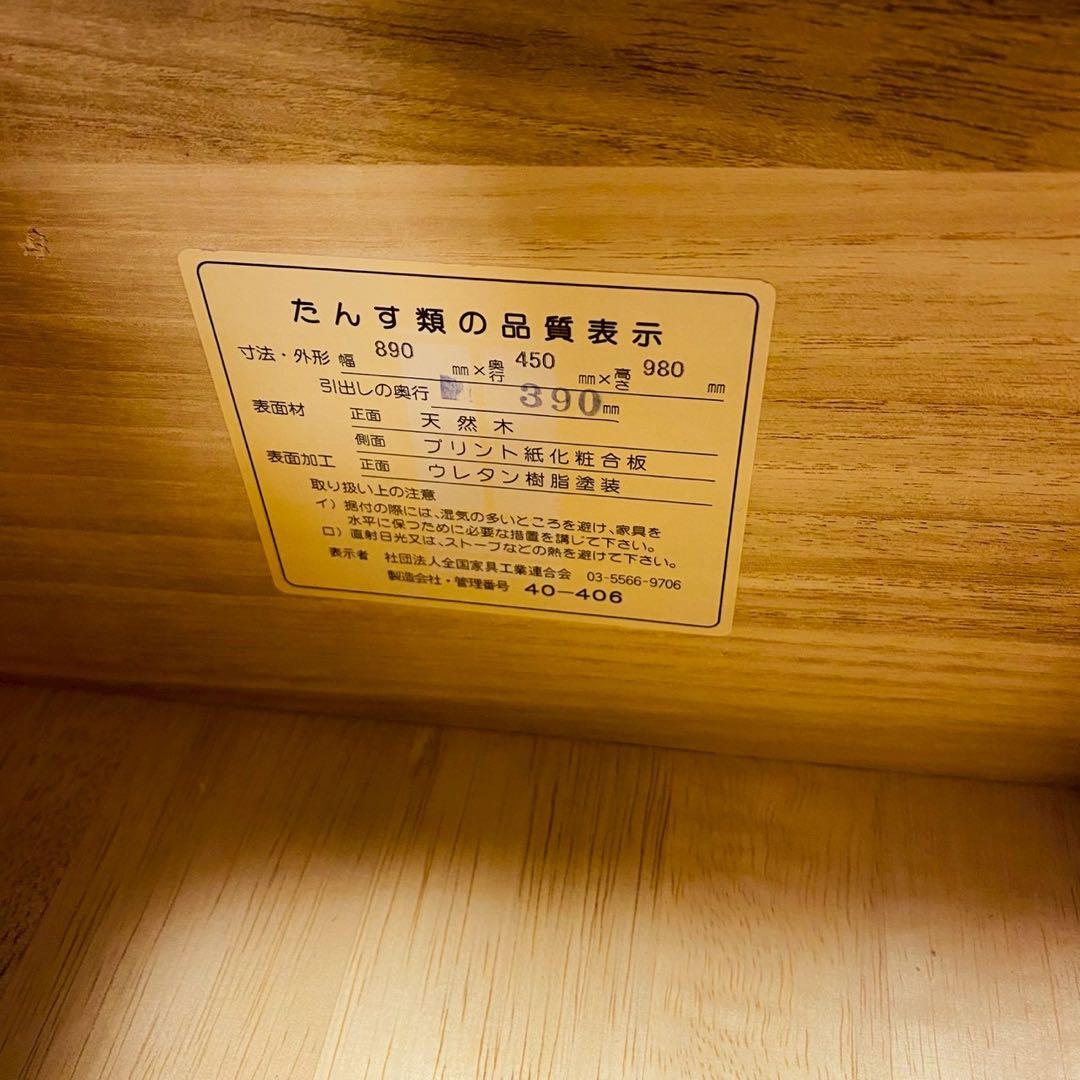 たんす類の品質表示
寸法・外形 幅 890 mm×奥行 450 mm×高さ 980 mm
引出しの奥行 390mm
表面材 正面 天然木
側面 プリント紙化粧合板
表面加工 正面 ウレタン樹脂塗装
取り扱い上の注意
イ）据付の際には、湿気の多いところを避け、家具を
水平に保つために必要な措置を講じて下さい。
ロ）直射日光又は、ストーブなどの熱を避けて下さい。
表示者 社団法人全国家具工業連合会 03-5566-9706
製造会社・管理番号 40-406